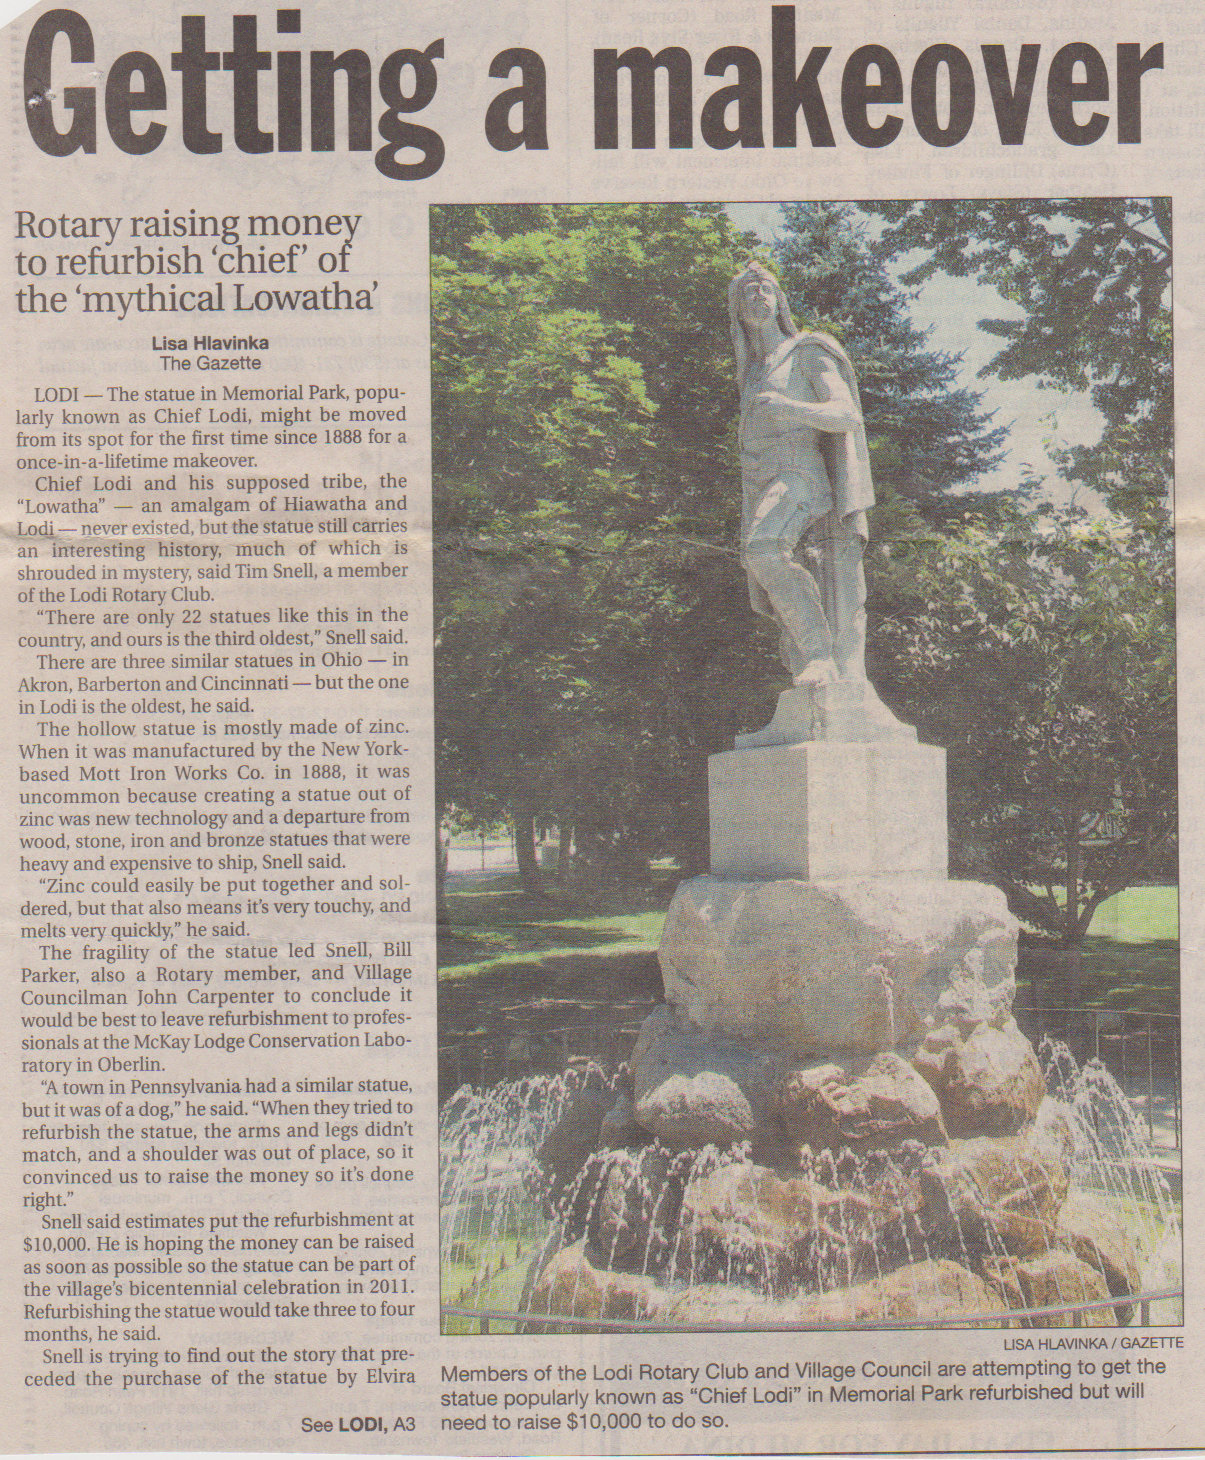 Getting a makeover
Rotary raising money
to refurbish ‘chief’ of
the ‘mythical Lowatha’
Lisa Hlavinka
The Gazette
LODI — The statue in Memorial Park, popu-
larly known as Chief Lodi, might be moved
from its spot for the first time since 1888 for a
once-in-a-lifetime makeover.
Chief Lodi and his supposed tribe, the
“Lowatha” — an amalgam of Hiawatha and
Lodi — never existed, but the statue still carries
an interesting history, much of which is
shrouded in mystery, said Tim Snell, a member
of the Lodi Rotary Club.
“There are only 22 statues like this in the
country, and ours is the third oldest,” Snell said.
There are three similar statues in Ohio — in
Akron, Barberton and Cincinnati — but the one
in Lodi is the oldest, he said.
The hollow statue is mostly made of zinc.
When it was manufactured by the New York-
based Mott Iron Works Co. in 1888, it was
uncommon because creating a statue out of
zinc was new technology and a departure from
wood, stone, iron and bronze statues that were
heavy and expensive to ship, Snell said.
“Zinc could easily be put together and sol-
dered, but that also means it’s very touchy, and
melts very quickly,” he said.
The fragility of the statue led Snell, Bill
Parker, also a Rotary member, and Village
Councilman John Carpenter to conclude it
would be best to leave refurbishment to profes-
sionals at the McKay Lodge Conservation Labo-
ratory in Oberlin.
“A town in Pennsylvania had a similar statue,
but it was of a dog,” he said. “When they tried to
refurbish the statue, the arms and legs didn’t
match, and a shoulder was out of place, so it
convinced us to raise the money so it’s done
right.”
Snell said estimates put the refurbishment at
$10,000. He is hoping the money can be raised
as soon as possible so the statue can be part of
the village’s bicentennial celebration in 2011.
Refurbishing the statue would take three to four
months, he said.
Snell is trying to find out the story that pre-
ceded the purchase of the statue by Elvira
See LODI, A3
LISA HLAVINKA / GAZETTE
Members of the Lodi Rotary Club and Village Council are attempting to get the
statue popularly known as “Chief Lodi” in Memorial Park refurbished but will
need to raise $10,000 to do so.